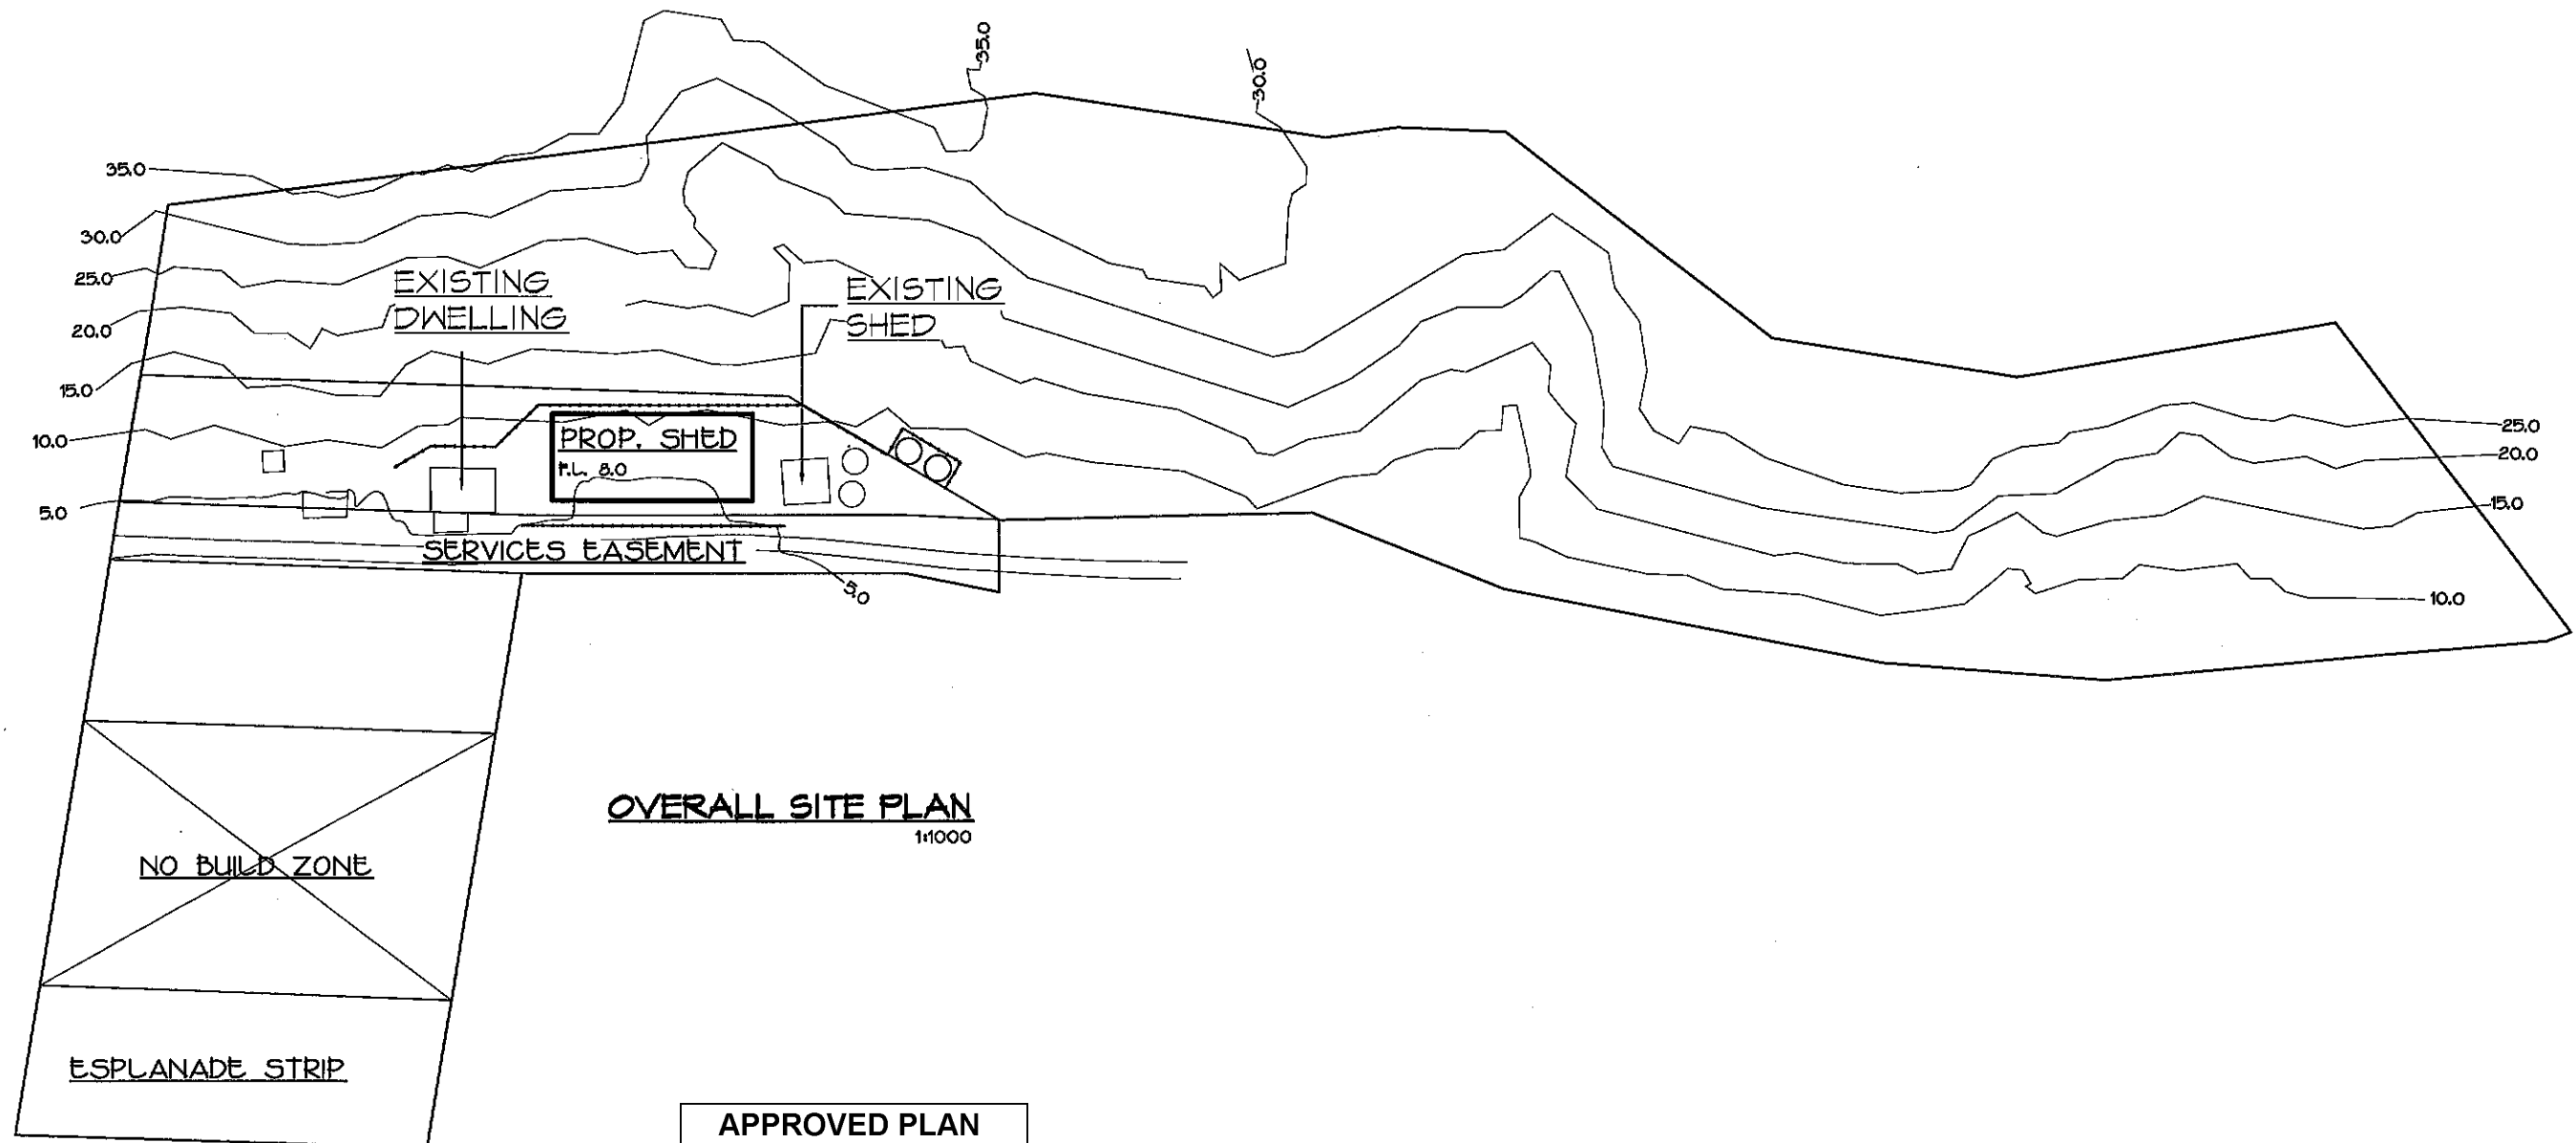 35.0
30.0
35.0
30.0
25.0
20.0
15.0
10.0
5.0
EXISTING
DWELLING
EXISTING
SHED
PROP. SHED
F.L. 8.0
SERVICES EASEMENT
5.0
25.0
20.0
15.0
10.0
OVERALL SITE PLAN
1:1000
NO BUILD ZONE
ESPLANADE STRIP
APPROVED PLAN